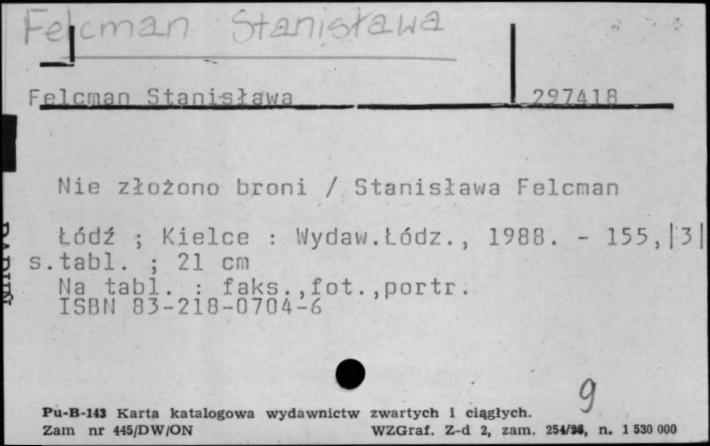 Felcman Stanisława
Felcman Stanisława 297418
Nie złożono broni / Stanisława Felcman
Łódź ; Kielce : Wydaw.Łódz., 1988. - 155,|3|
s.tabl. ; 21 cm
Na tabl. : faks.,fot.,portr.
ISBN 83-218-0704-6
9
Pu-B-143 Karta katalogowa wydawnictw zwartych i ciągłych.
Zam nr 445/DW/ON WZGraf. Z-d 2, zam. n. 1 530 000